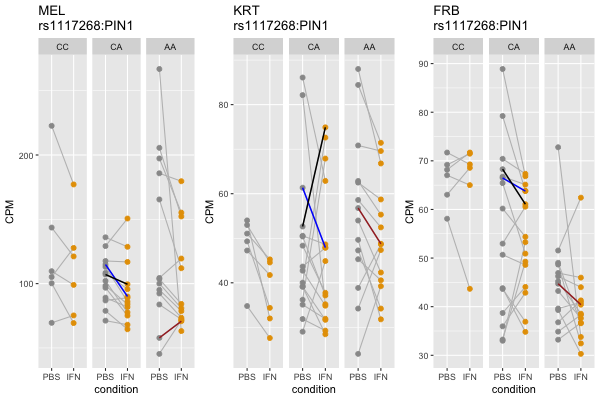 MEL
rs1117268:PIN1
CC CA AA
CPM
200
100
PBS IFN PBS IFN PBS IFN
condition
KRT
rs1117268:PIN1
CC CA AA
CPM
80
60
40
PBS IFN PBS IFN PBS IFN
condition
FRB
rs1117268:PIN1
CC CA AA
CPM
90
80
70
60
50
40
30
PBS IFN PBS IFN PBS IFN
condition